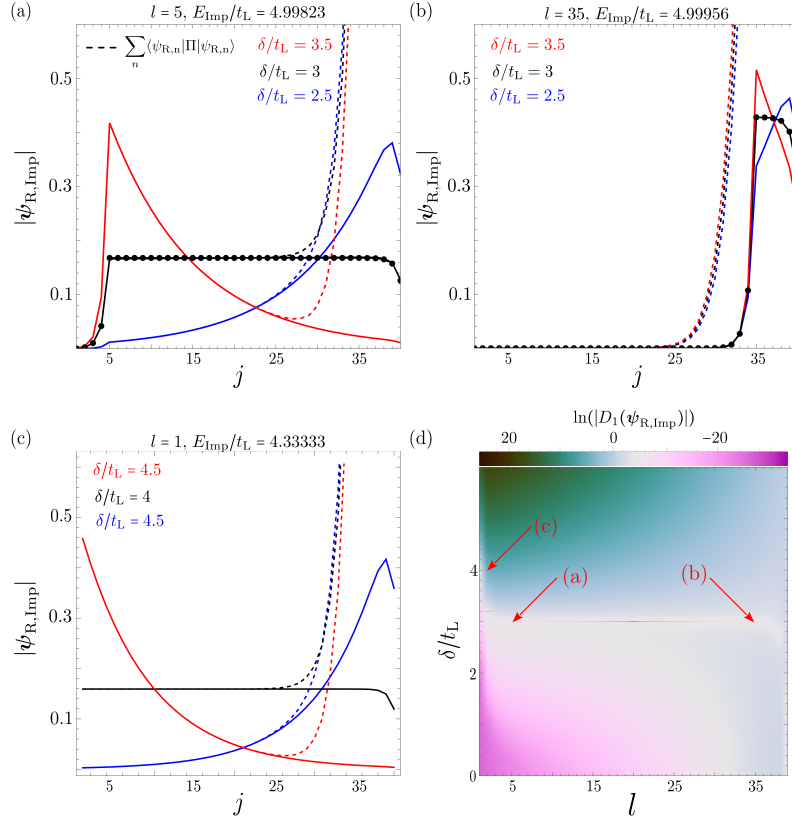 (a)
l = 5, E_Imp/t_L = 4.99823
∑_n ⟨ψ_R,n|Π|ψ_R,n⟩
δ/t_L = 3.5
δ/t_L = 3
δ/t_L = 2.5
|ψ_R,Imp|
0.5
0.3
0.1
5 15 25 35
j
(b)
l = 35, E_Imp/t_L = 4.99956
δ/t_L = 3.5
δ/t_L = 3
δ/t_L = 2.5
|ψ_R,Imp|
0.5
0.3
0.1
5 15 25 35
j
(c)
l = 1, E_Imp/t_L = 4.33333
δ/t_L = 4.5
δ/t_L = 4
δ/t_L = 4.5
|ψ_R,Imp|
0.5
0.3
0.1
5 15 25 35
j
(d)
ln(|D_1(ψ_R,Imp)|)
20 0 −20
(c)
(a)
(b)
δ/t_L
4
2
0
5 15 25 35
l